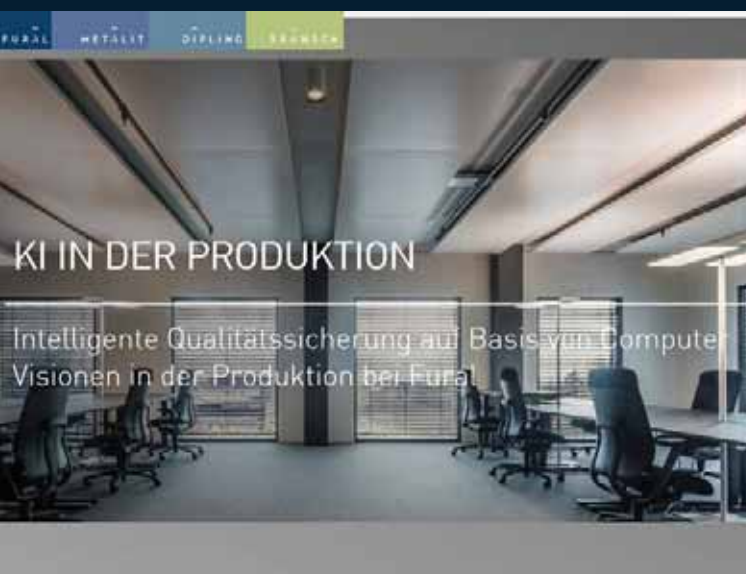 FURAL METALIT DIPLING BRUNSCH
KI IN DER PRODUKTION
Intelligente Qualitätssicherung auf Basis von Computer
Visionen in der Produktion bei Fural